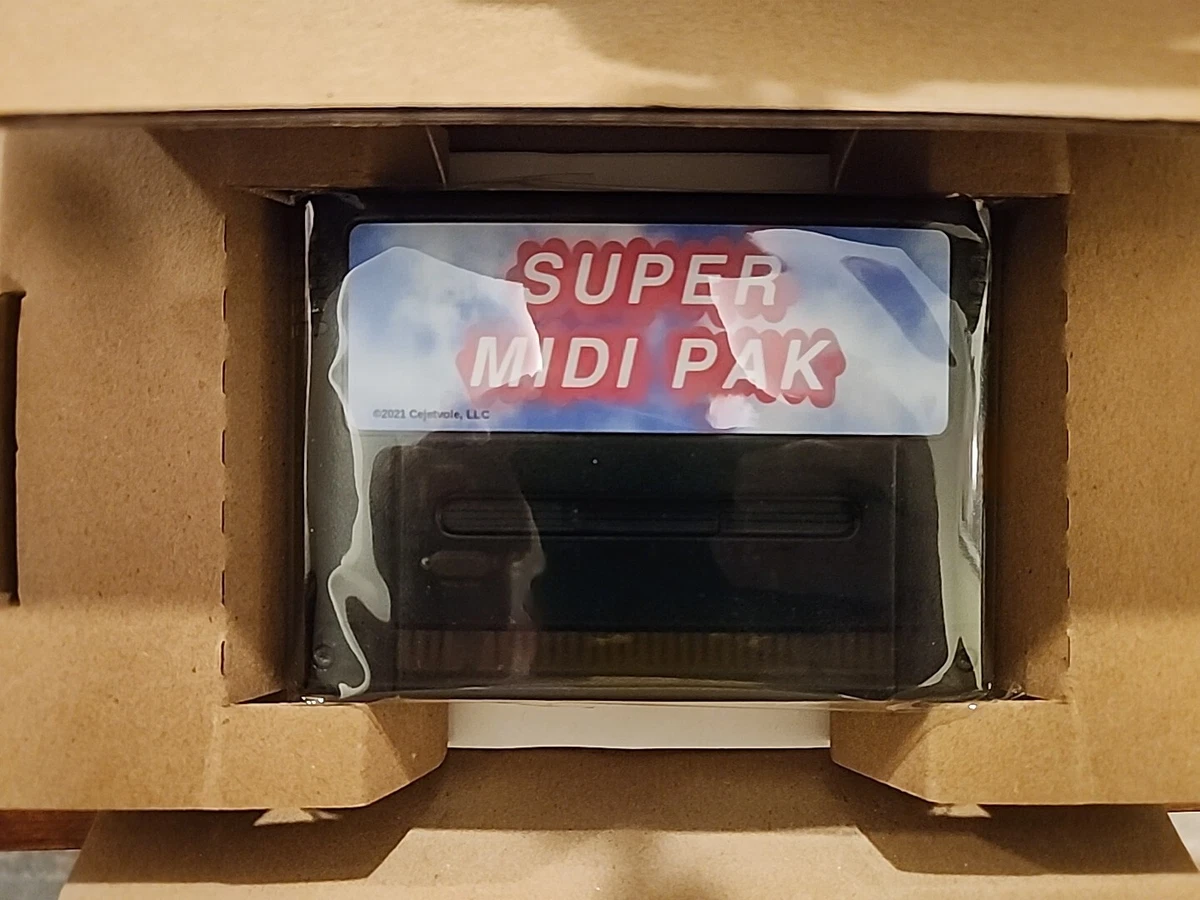 SUPER
MIDI PAK
©2021 Cejetvole, LLC